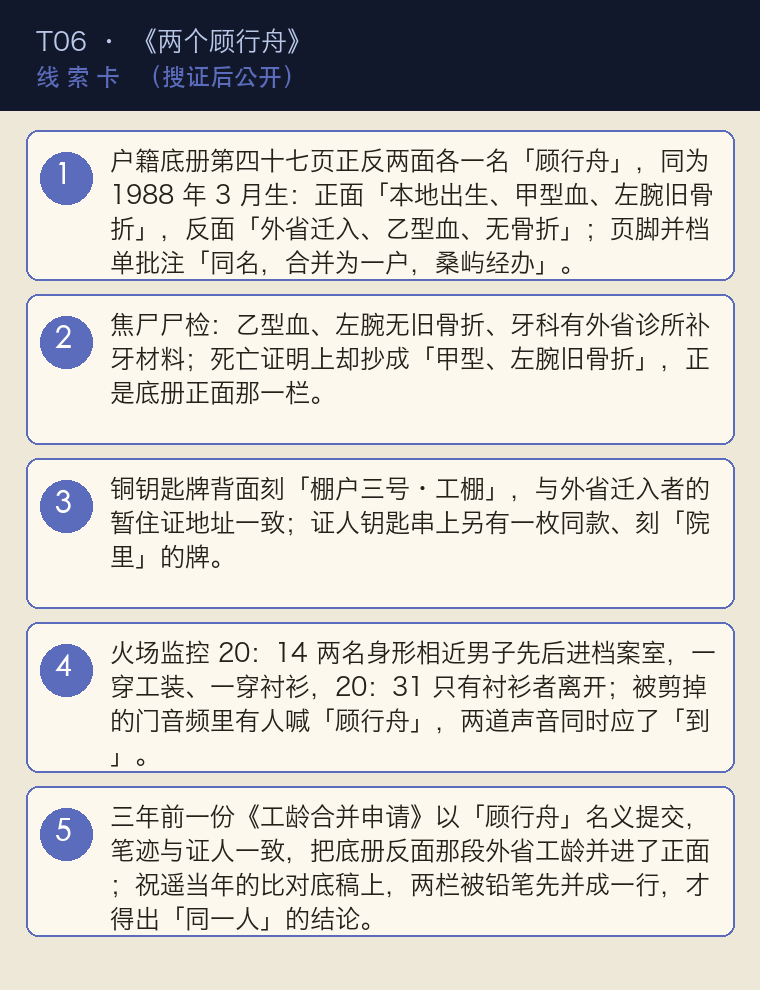 T06 · 《两个顾行舟》
线 索 卡 （搜证后公开）
1
户籍底册第四十七页正反两面各一名「顾行舟」，同为
1988 年 3 月生：正面「本地出生、甲型血、左腕旧骨
折」，反面「外省迁入、乙型血、无骨折」；页脚并档
单批注「同名，合并为一户，桑屿经办」。
2
焦尸尸检：乙型血、左腕无旧骨折、牙科有外省诊所补
牙材料；死亡证明上却抄成「甲型、左腕旧骨折」，正
是底册正面那一栏。
3
铜钥匙牌背面刻「棚户三号・工棚」，与外省迁入者的
暂住证地址一致；证人钥匙串上另有一枚同款、刻「院
里」的牌。
4
火场监控 20：14 两名身形相近男子先后进档案室，一
穿工装、一穿衬衫，20：31 只有衬衫者离开；被剪掉
的门音频里有人喊「顾行舟」，两道声音同时应了「到
」。
5
三年前一份《工龄合并申请》以「顾行舟」名义提交，
笔迹与证人一致，把底册反面那段外省工龄并进了正面
；祝遥当年的比对底稿上，两栏被铅笔先并成一行，才
得出「同一人」的结论。